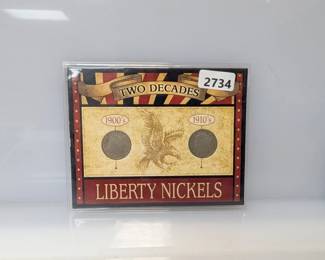 TWO DECADES
2734
1900's
1910's
LIBERTY NICKELS